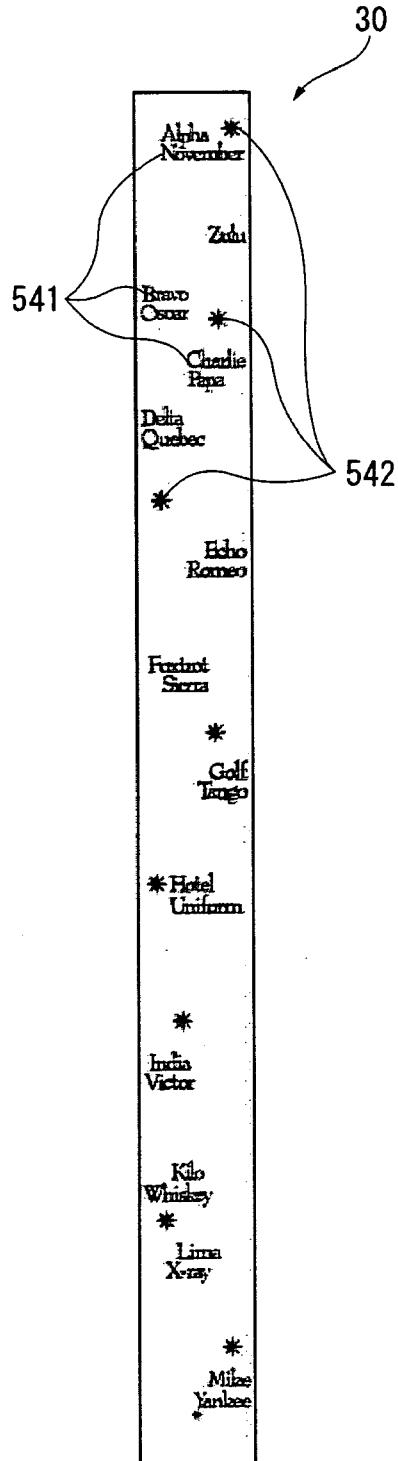 30
Alpha
November
Zulu
541
Bravo
Oscar
Charlie
Papa
Delta
Quebec
542
Echo
Romeo
Foxtrot
Sierra
Golf
Tango
Hotel
Uniform
India
Victor
Kilo
Whiskey
Lima
X-ray
Mike
Yankee